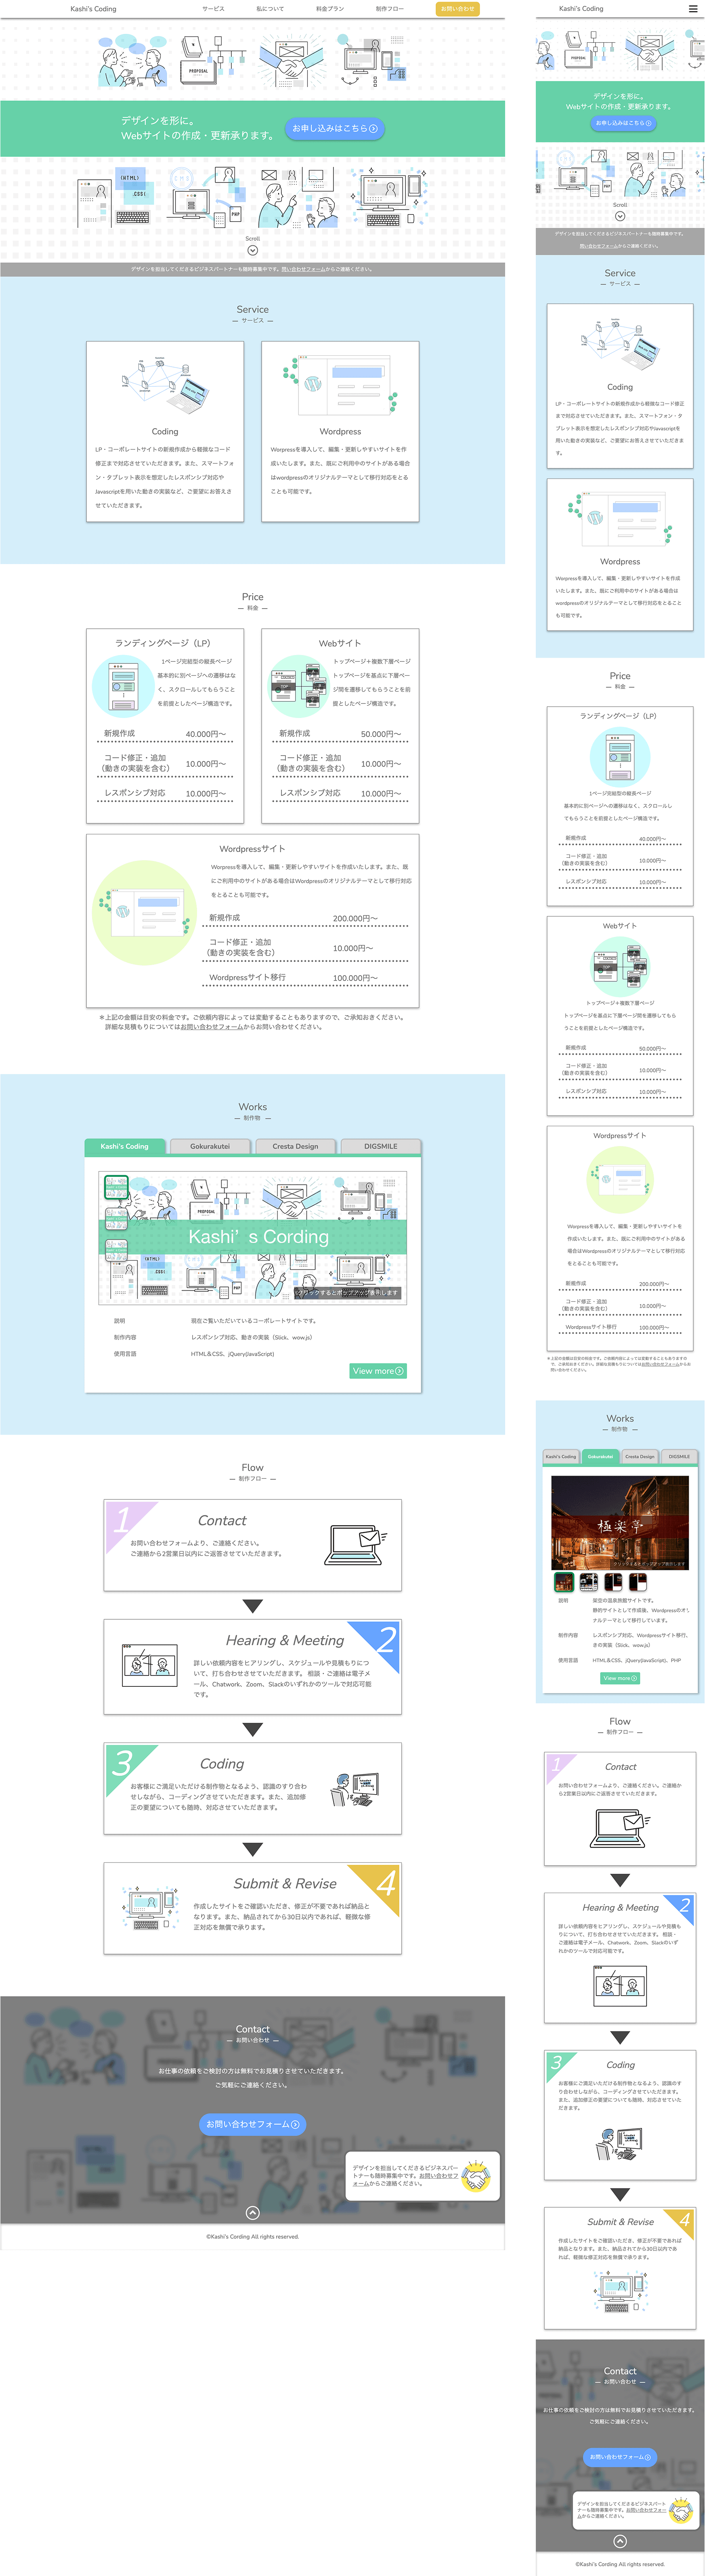 Kashi's Coding
サービス
私について
料金プラン
制作フロー
お問い合わせ
PROPOSAL
デザインを形に。
Webサイトの作成・更新承ります。
お申し込みはこちら
〈HTML〉
.CSS{
CMS
PHP
Scroll
デザインを担当してくださるビジネスパートナーも随時募集中です。問い合わせフォームからご連絡ください。
Service
サービス
Coding
LP・コーポレートサイトの新規作成から軽微なコード
修正まで対応させていただきます。また、スマートフォ
ン・タブレット表示を想定したレスポンシブ対応や
Javascriptを用いた動きの実装など、ご要望にお答えさ
せていただきます。
Wordpress
Worpressを導入して、編集・更新しやすいサイトを作
成いたします。また、既にご利用中のサイトがある場合
はwordpressのオリジナルテーマとして移行対応をとる
ことも可能です。
Price
料金
ランディングページ（LP）
1ページ完結型の縦長ページ
基本的に別ページへの遷移はな
く、スクロールしてもらうこと
を前提としたページ構造です。
新規作成 40.000円〜
コード修正・追加
（動きの実装を含む） 10.000円〜
レスポンシブ対応 10.000円〜
Webサイト
トップページ＋複数下層ページ
トップページを基点に下層ペー
ジ間を遷移してもらうことを前
提としたページ構造です。
TOP
新規作成 50.000円〜
コード修正・追加
（動きの実装を含む） 10.000円〜
レスポンシブ対応 10.000円〜
Wordpressサイト
Worpressを導入して、編集・更新しやすいサイトを作成いたします。また、既
にご利用中のサイトがある場合はWordpressのオリジナルテーマとして移行対応
をとることも可能です。
新規作成 200.000円〜
コード修正・追加
（動きの実装を含む） 10.000円〜
Wordpressサイト移行 100.000円〜
＊上記の金額は目安の料金です。ご依頼内容によっては変動することもありますので、ご承知おきください。
詳細な見積もりについてはお問い合わせフォームからお問い合わせください。
Works
制作物
Kashi's Coding
Gokurakutei
Cresta Design
DIGSMILE
PROPOSAL
Kashi’s Cording
クリックするとポップアップ表示します
説明 現在ご覧いただいているコーポレートサイトです。
制作内容 レスポンシブ対応、動きの実装（Slick、wow.js）
使用言語 HTML＆CSS、jQuery(JavaScript)
View more
Flow
制作フロー
1
Contact
お問い合わせフォームより、ご連絡ください。
ご連絡から2営業日以内にご返答させていただきます。
2
Hearing & Meeting
詳しい依頼内容をヒアリングし、スケジュールや見積もりにつ
いて、打ち合わせさせていただきます。 相談・ご連絡は電子メ
ール、Chatwork、Zoom、Slackのいずれかのツールで対応可能
です。
3
Coding
お客様にご満足いただける制作物となるよう、認識のすり合わ
せしながら、コーディングさせていただきます。また、追加修
正の要望についても随時、対応させていただきます。
4
Submit & Revise
作成したサイトをご確認いただき、修正が不要であれば納品と
なります。また、納品されてから30日以内であれば、軽微な修
正対応を無償で承ります。
Contact
お問い合わせ
お仕事の依頼をご検討の方は無料でお見積りさせていただきます。
ご気軽にご連絡ください。
お問い合わせフォーム
デザインを担当してくださるビジネスパー
トナーも随時募集中です。お問い合わせフ
ォームからご連絡ください。
©Kashi's Cording All rights reserved.
Kashi's Coding
PROPOSAL
デザインを形に。
Webサイトの作成・更新承ります。
お申し込みはこちら
Scroll
デザインを担当してくださるビジネスパートナーも随時募集中です。
問い合わせフォームからご連絡ください。
Service
サービス
Coding
LP・コーポレートサイトの新規作成から軽微なコード修正
まで対応させていただきます。また、スマートフォン・タ
ブレット表示を想定したレスポンシブ対応やJavascriptを
用いた動きの実装など、ご要望にお答えさせていただきま
す。
Wordpress
Worpressを導入して、編集・更新しやすいサイトを作成
いたします。また、既にご利用中のサイトがある場合は
wordpressのオリジナルテーマとして移行対応をとること
も可能です。
Price
料金
ランディングページ（LP）
1ページ完結型の縦長ページ
基本的に別ページへの遷移はなく、スクロールし
てもらうことを前提としたページ構造です。
新規作成 40.000円〜
コード修正・追加
（動きの実装を含む） 10.000円〜
レスポンシブ対応 10.000円〜
Webサイト
TOP
トップページ＋複数下層ページ
トップページを基点に下層ページ間を遷移してもら
うことを前提としたページ構造です。
新規作成 50.000円〜
コード修正・追加
（動きの実装を含む） 10.000円〜
レスポンシブ対応 10.000円〜
Wordpressサイト
Worpressを導入して、編集・更新しやすいサイトを
作成いたします。また、既にご利用中のサイトがある
場合はWordpressのオリジナルテーマとして移行対応
をとることも可能です。
新規作成 200.000円〜
コード修正・追加
（動きの実装を含む） 10.000円〜
Wordpressサイト移行 100.000円〜
＊上記の金額は目安の料金です。ご依頼内容によっては変動することもありますの
で、ご承知おきください。詳細な見積もりについてはお問い合わせフォームからお
問い合わせください。
Works
制作物
Kashi's Coding
Gokurakutei
Cresta Design
DIGSMILE
極楽亭
クリックするとポップアップ表示します
説明 架空の温泉旅館サイトです。
静的サイトとして作成後、Wordpressのオリ
ナルテーマとして移行しています。
制作内容 レスポンシブ対応、Wordpressサイト移行、
きの実装（Slick、wow.js）
使用言語 HTML＆CSS、jQuery(JavaScript)、PHP
View more
Flow
制作フロー
1
Contact
お問い合わせフォームより、ご連絡ください。ご連絡か
ら2営業日以内にご返答させていただきます。
2
Hearing & Meeting
詳しい依頼内容をヒアリングし、スケジュールや見積も
りについて、打ち合わせさせていただきます。 相談・
ご連絡は電子メール、Chatwork、Zoom、Slackのいず
れかのツールで対応可能です。
3
Coding
お客様にご満足いただける制作物となるよう、認識のす
り合わせしながら、コーディングさせていただきます。
また、追加修正の要望についても随時、対応させていた
だきます。
4
Submit & Revise
作成したサイトをご確認いただき、修正が不要であれば
納品となります。また、納品されてから30日以内であ
れば、軽微な修正対応を無償で承ります。
Contact
お問い合わせ
お仕事の依頼をご検討の方は無料でお見積りさせていただきます。
ご気軽にご連絡ください。
お問い合わせフォーム
デザインを担当してくださるビジネスパート
ナーも随時募集中です。お問い合わせフォー
ムからご連絡ください。
©Kashi's Cording All rights reserved.